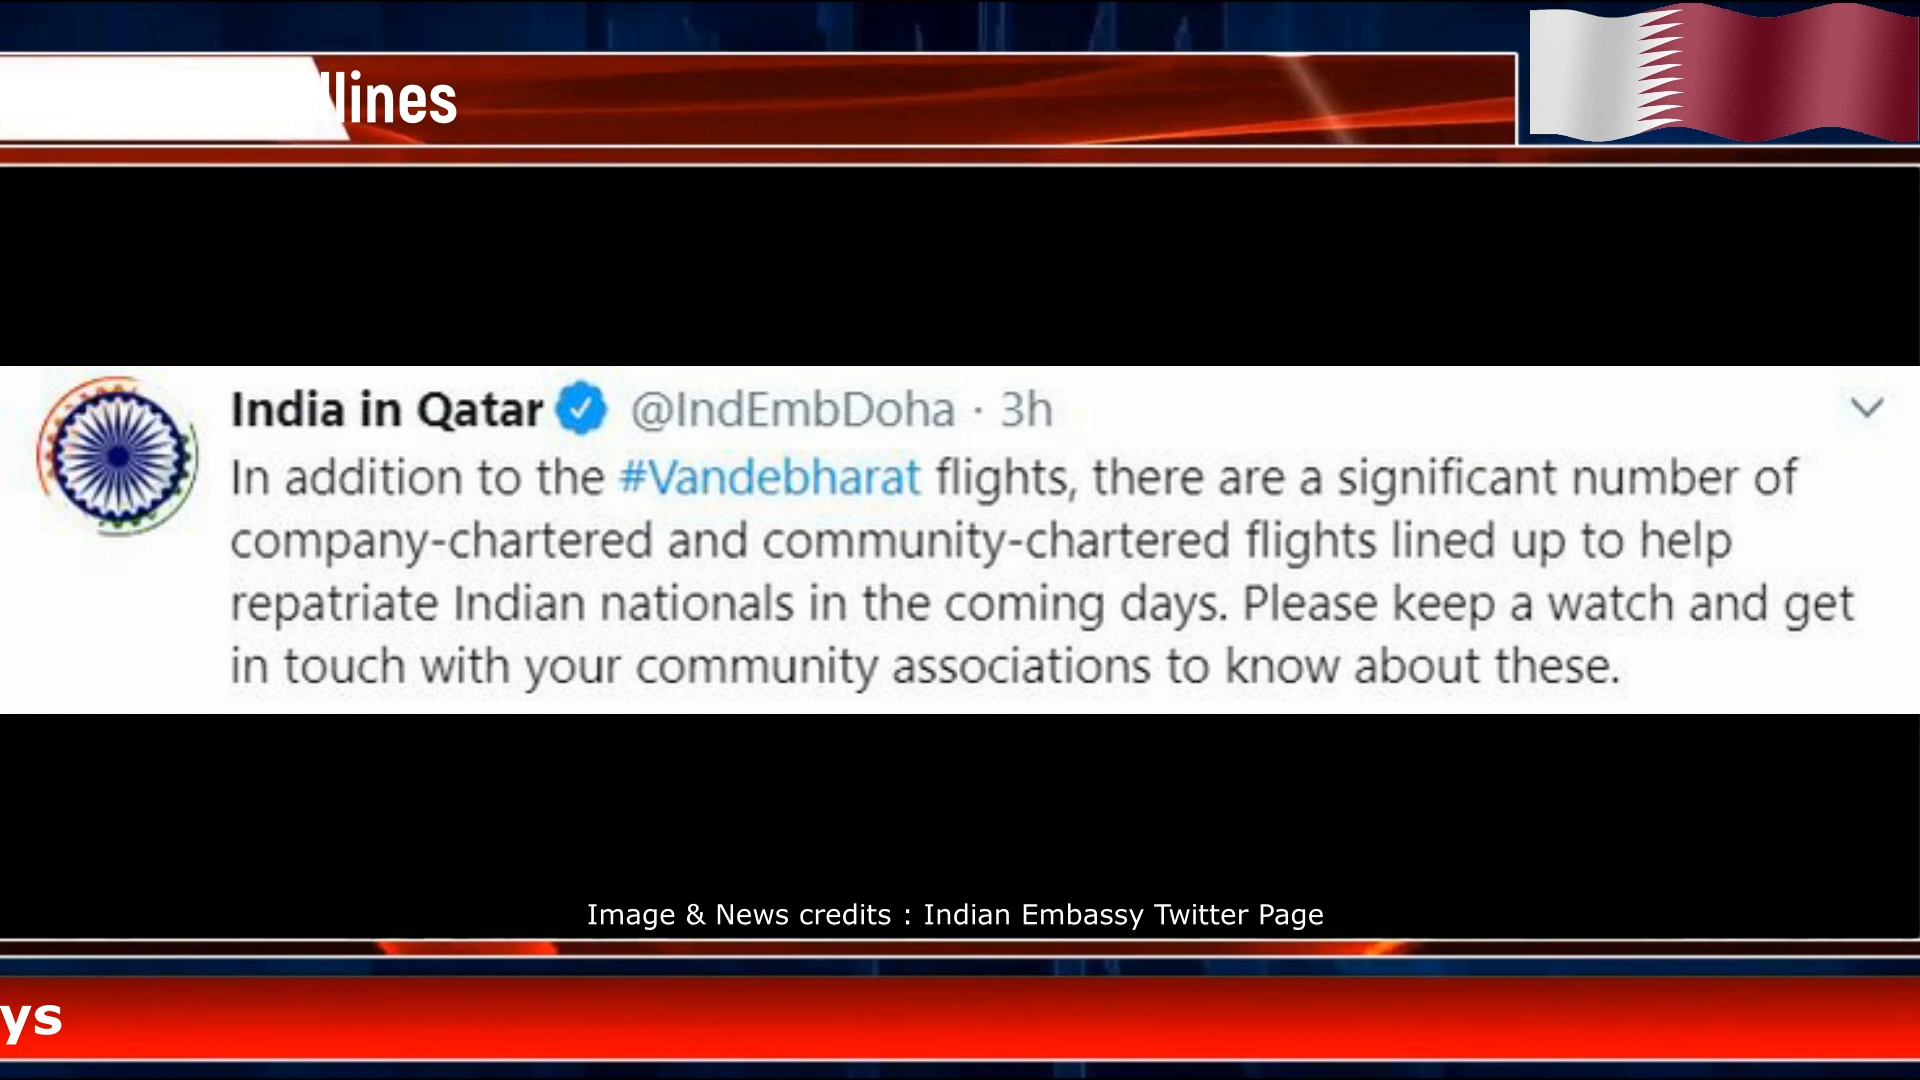 lines
India in Qatar @IndEmbDoha · 3h
In addition to the #Vandebharat flights, there are a significant number of
company-chartered and community-chartered flights lined up to help
repatriate Indian nationals in the coming days. Please keep a watch and get
in touch with your community associations to know about these.
Image & News credits : Indian Embassy Twitter Page
ys